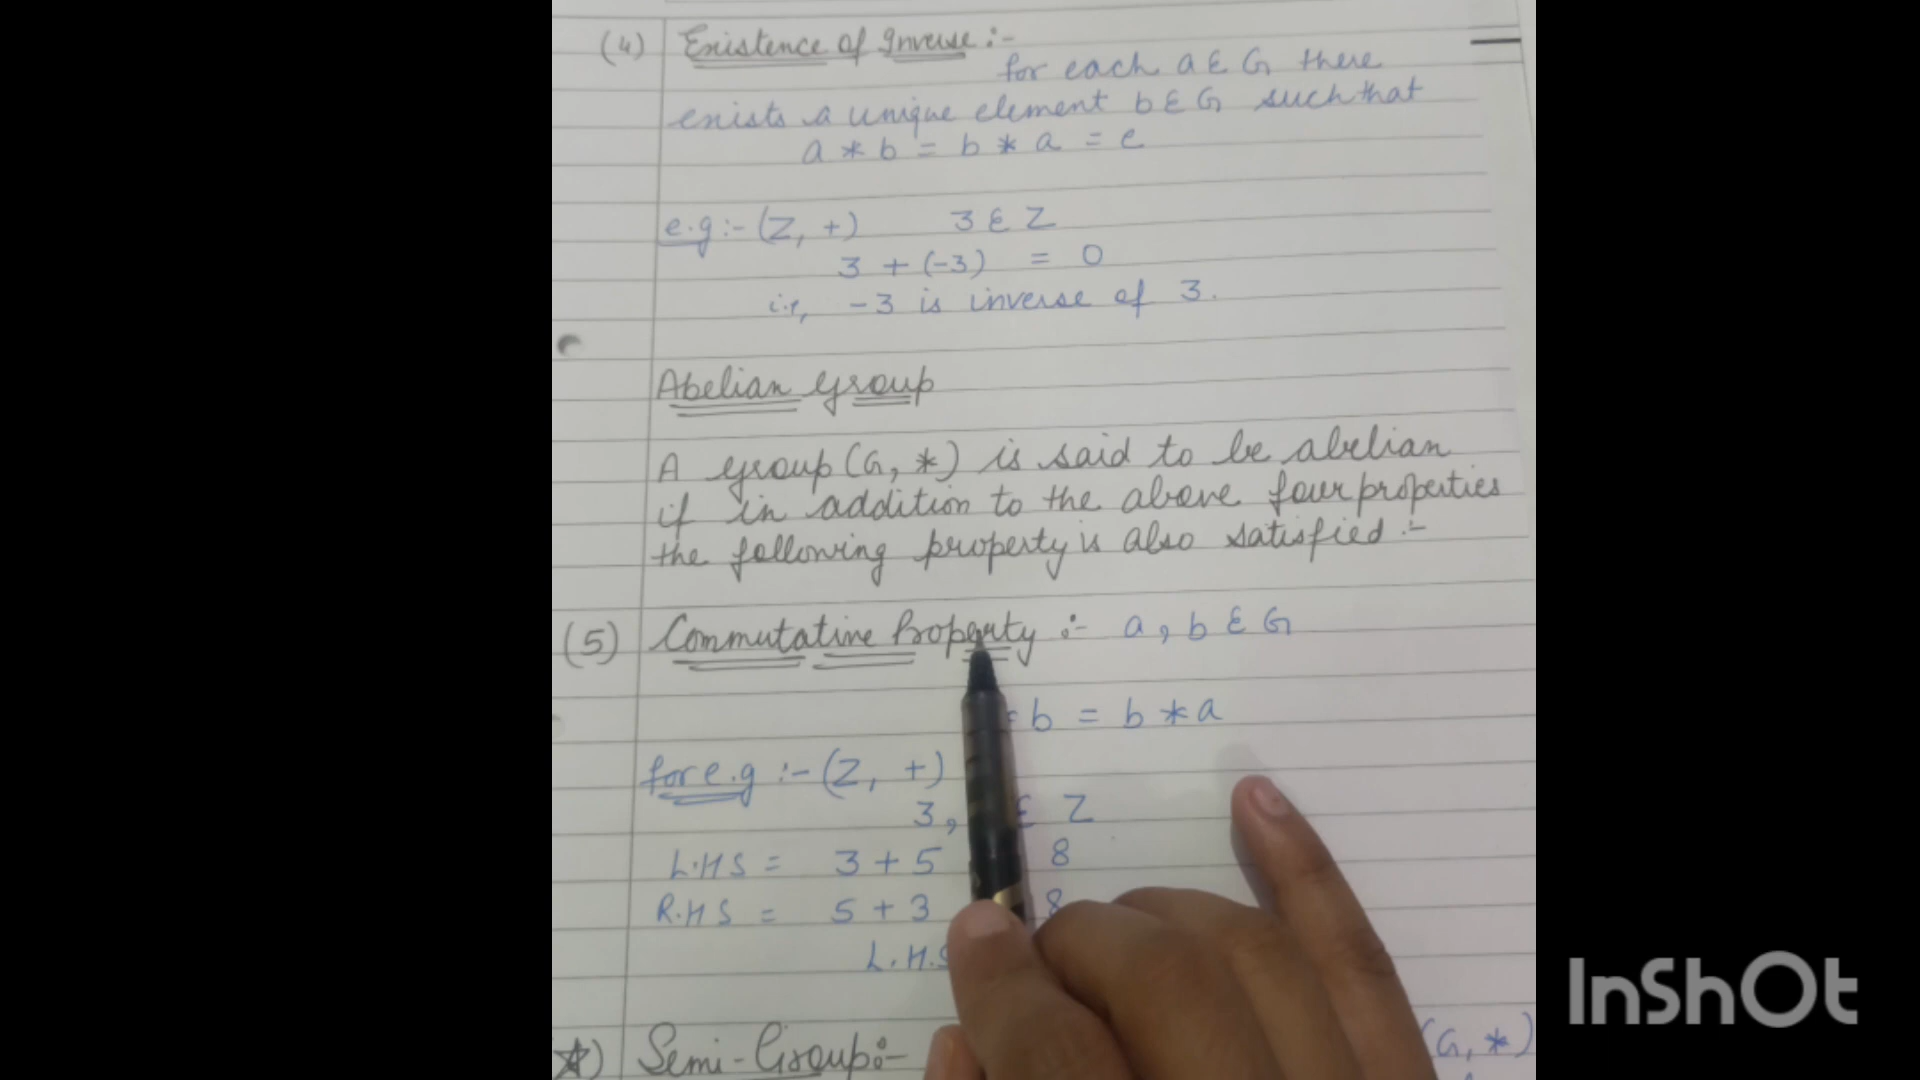 (4) Existence of Inverse :-
for each a ∈ G there
exists a unique element b ∈ G such that
a * b = b * a = e
e.g :- (Z, +) 3 ∈ Z
3 + (-3) = 0
i.e, -3 is inverse of 3.
Abelian group
A group (G, *) is said to be abelian
if in addition to the above four properties
the following property is also satisfied :-
(5) Commutative Property :- a, b ∈ G
b = b * a
for e.g :- (Z, +)
3, ∈ Z
L.H.S = 3 + 5 8
R.H.S = 5 + 3 8
L.H.S
Semi-Group :- (G, *)
InShOt